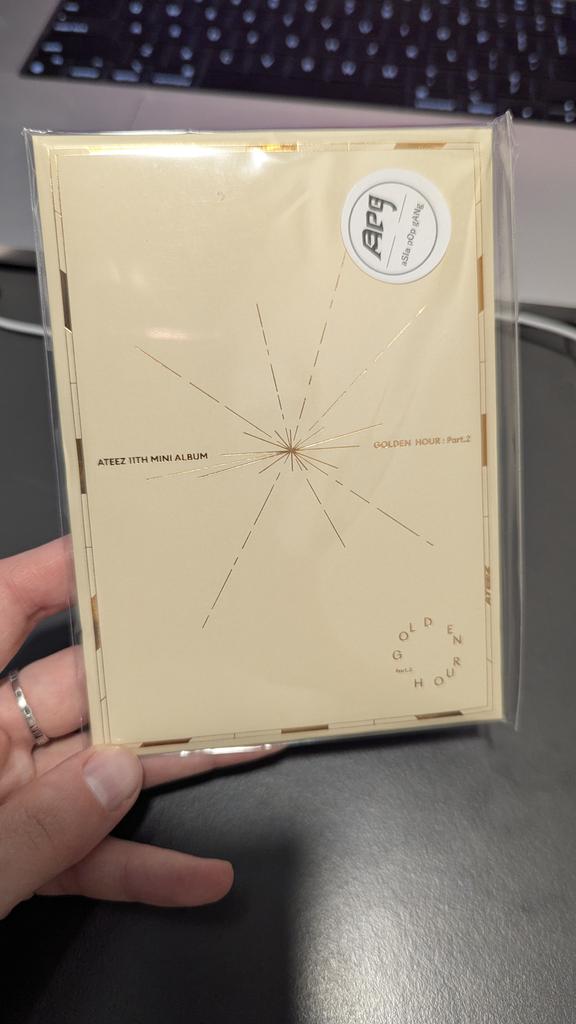 APG
aSia pOp gANg
ATEEZ 11TH MINI ALBUM
GOLDEN HOUR : Part.2
ATEEZ
GOLDEN HOUR
Part.2